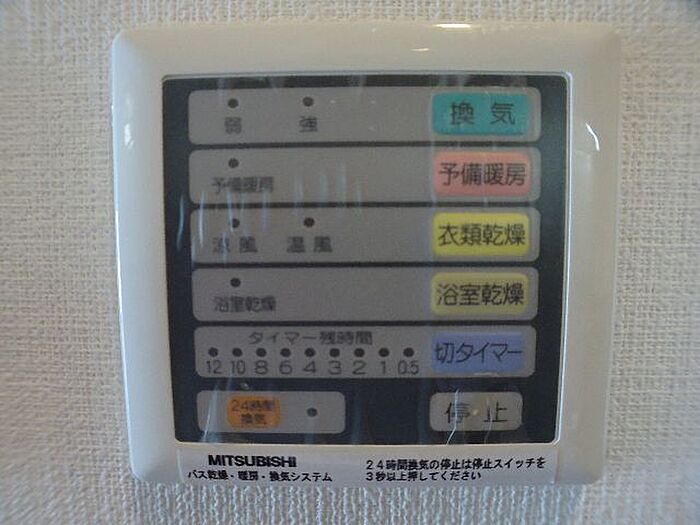 弱 強 換気
予備暖房 予備暖房
涼風 温風 衣類乾燥
浴室乾燥 浴室乾燥
タイマー残時間 切タイマー
12 10 8 6 4 3 2 1 0.5
24時間
換気
停止
MITSUBISHI
バス乾燥・暖房・換気システム
24時間換気の停止は停止スイッチを
3秒以上押してください